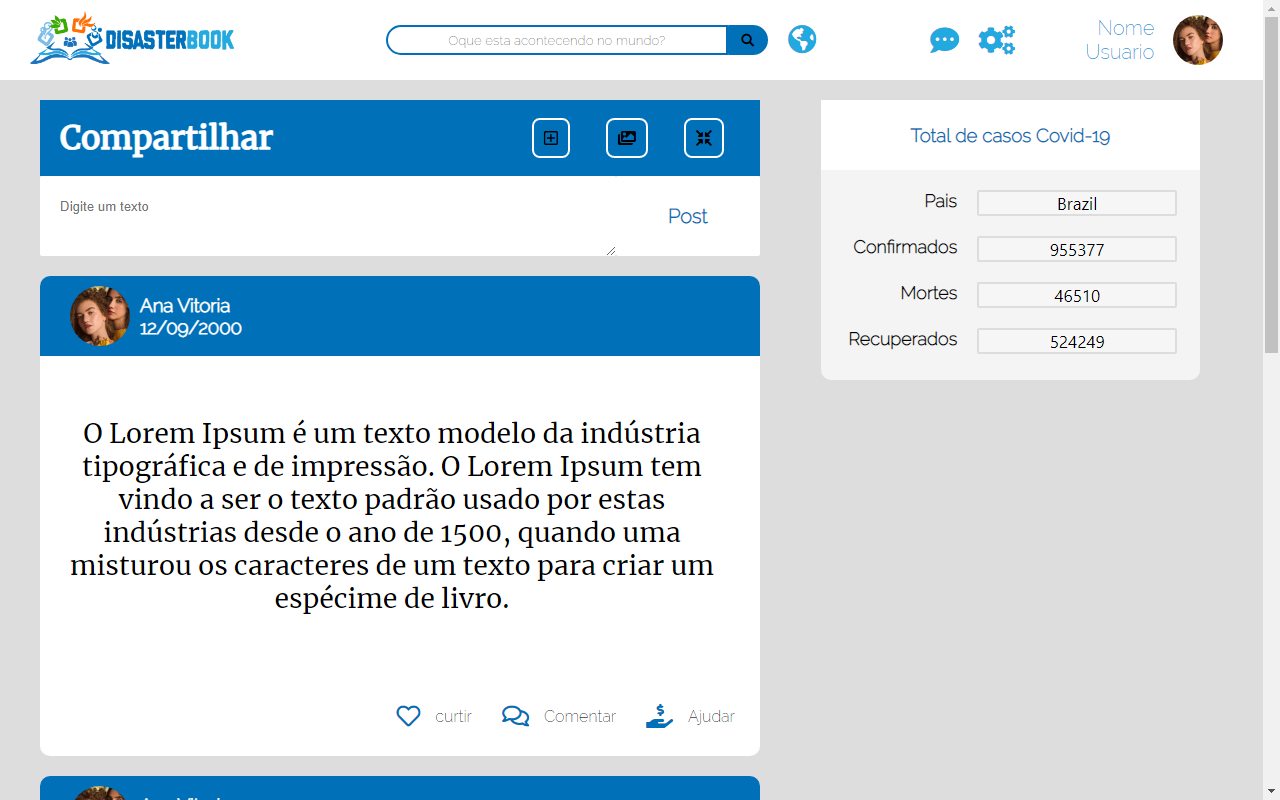 DISASTERBOOK
Oque esta acontecendo no mundo?
Nome
Usuario
Compartilhar
Digite um texto
Post
Ana Vitoria
12/09/2000
O Lorem Ipsum é um texto modelo da indústria
tipográfica e de impressão. O Lorem Ipsum tem
vindo a ser o texto padrão usado por estas
indústrias desde o ano de 1500, quando uma
misturou os caracteres de um texto para criar um
espécime de livro.
curtir Comentar Ajudar
Total de casos Covid-19
Pais Brazil
Confirmados 955377
Mortes 46510
Recuperados 524249